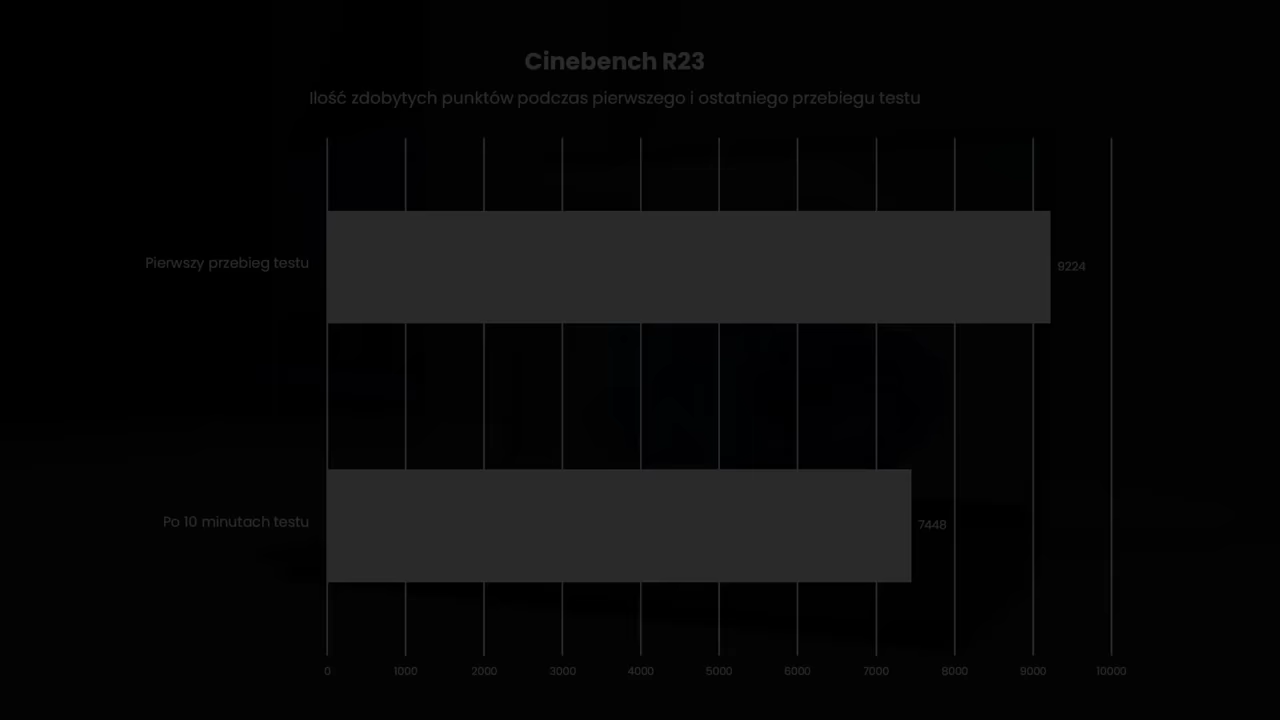 Cinebench R23
Ilość zdobytych punktów podczas pierwszego i ostatniego przebiegu testu
Pierwszy przebieg testu
9224
Po 10 minutach testu
7448
0 1000 2000 3000 4000 5000 6000 7000 8000 9000 10000